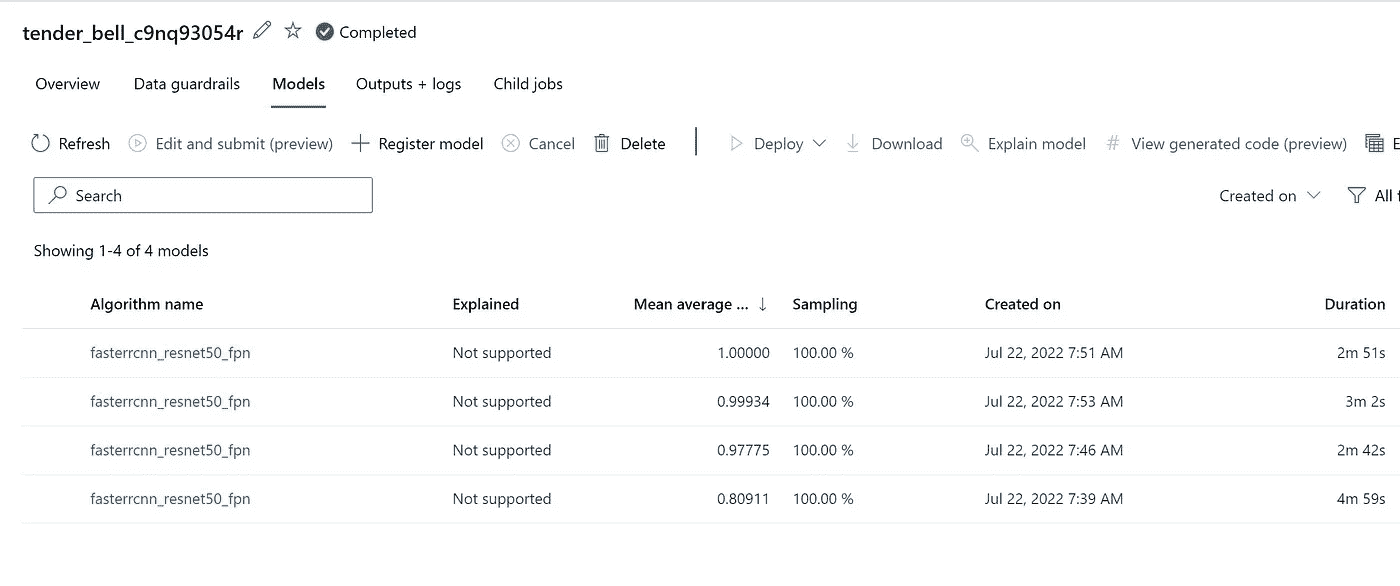 tender_bell_c9nq93054r Completed
Overview Data guardrails Models Outputs + logs Child jobs
Refresh Edit and submit (preview) Register model Cancel Delete Deploy Download Explain model # View generated code (preview) E
Search Created on All
Showing 1-4 of 4 models
Algorithm name Explained Mean average ... ↓ Sampling Created on Duration
fasterrcnn_resnet50_fpn Not supported 1.00000 100.00 % Jul 22, 2022 7:51 AM 2m 51s
fasterrcnn_resnet50_fpn Not supported 0.99934 100.00 % Jul 22, 2022 7:53 AM 3m 2s
fasterrcnn_resnet50_fpn Not supported 0.97775 100.00 % Jul 22, 2022 7:46 AM 2m 42s
fasterrcnn_resnet50_fpn Not supported 0.80911 100.00 % Jul 22, 2022 7:39 AM 4m 59s